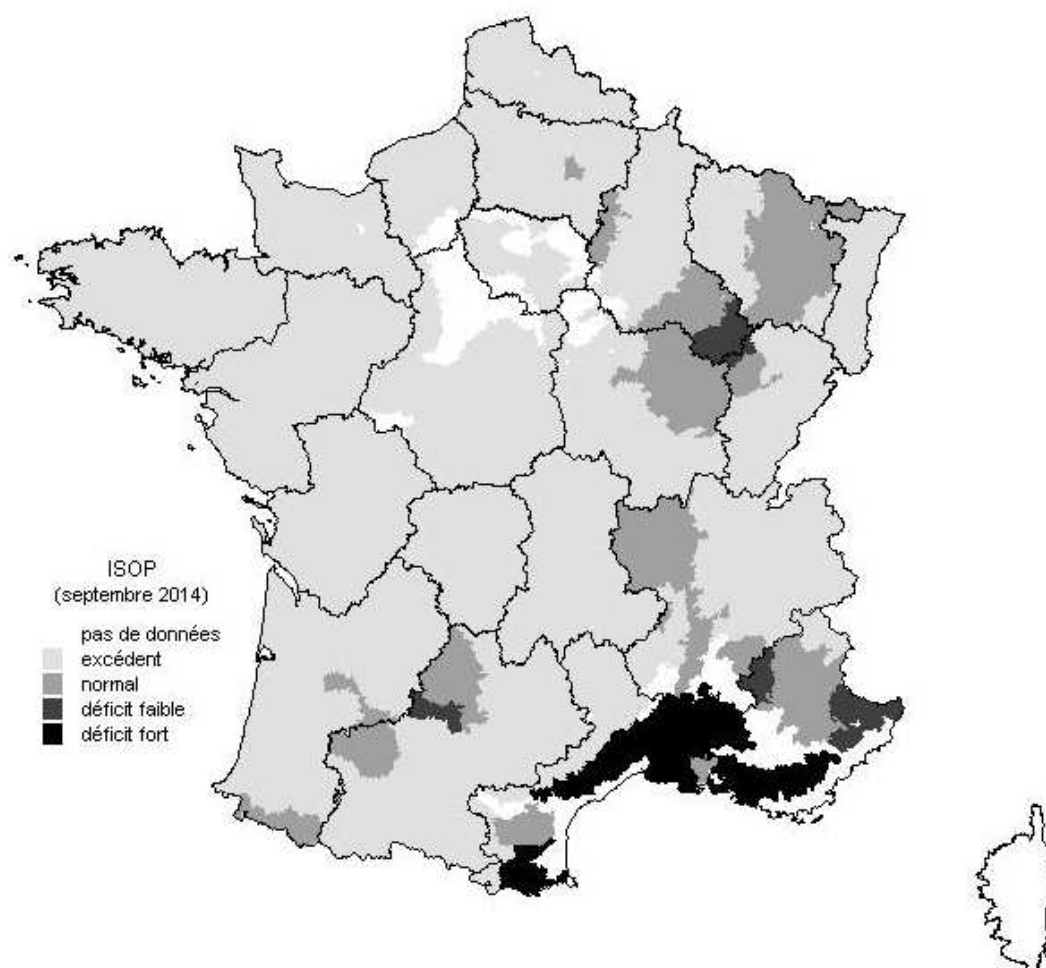 ISOP
(septembre 2014)
pas de données
excédent
normal
déficit faible
déficit fort